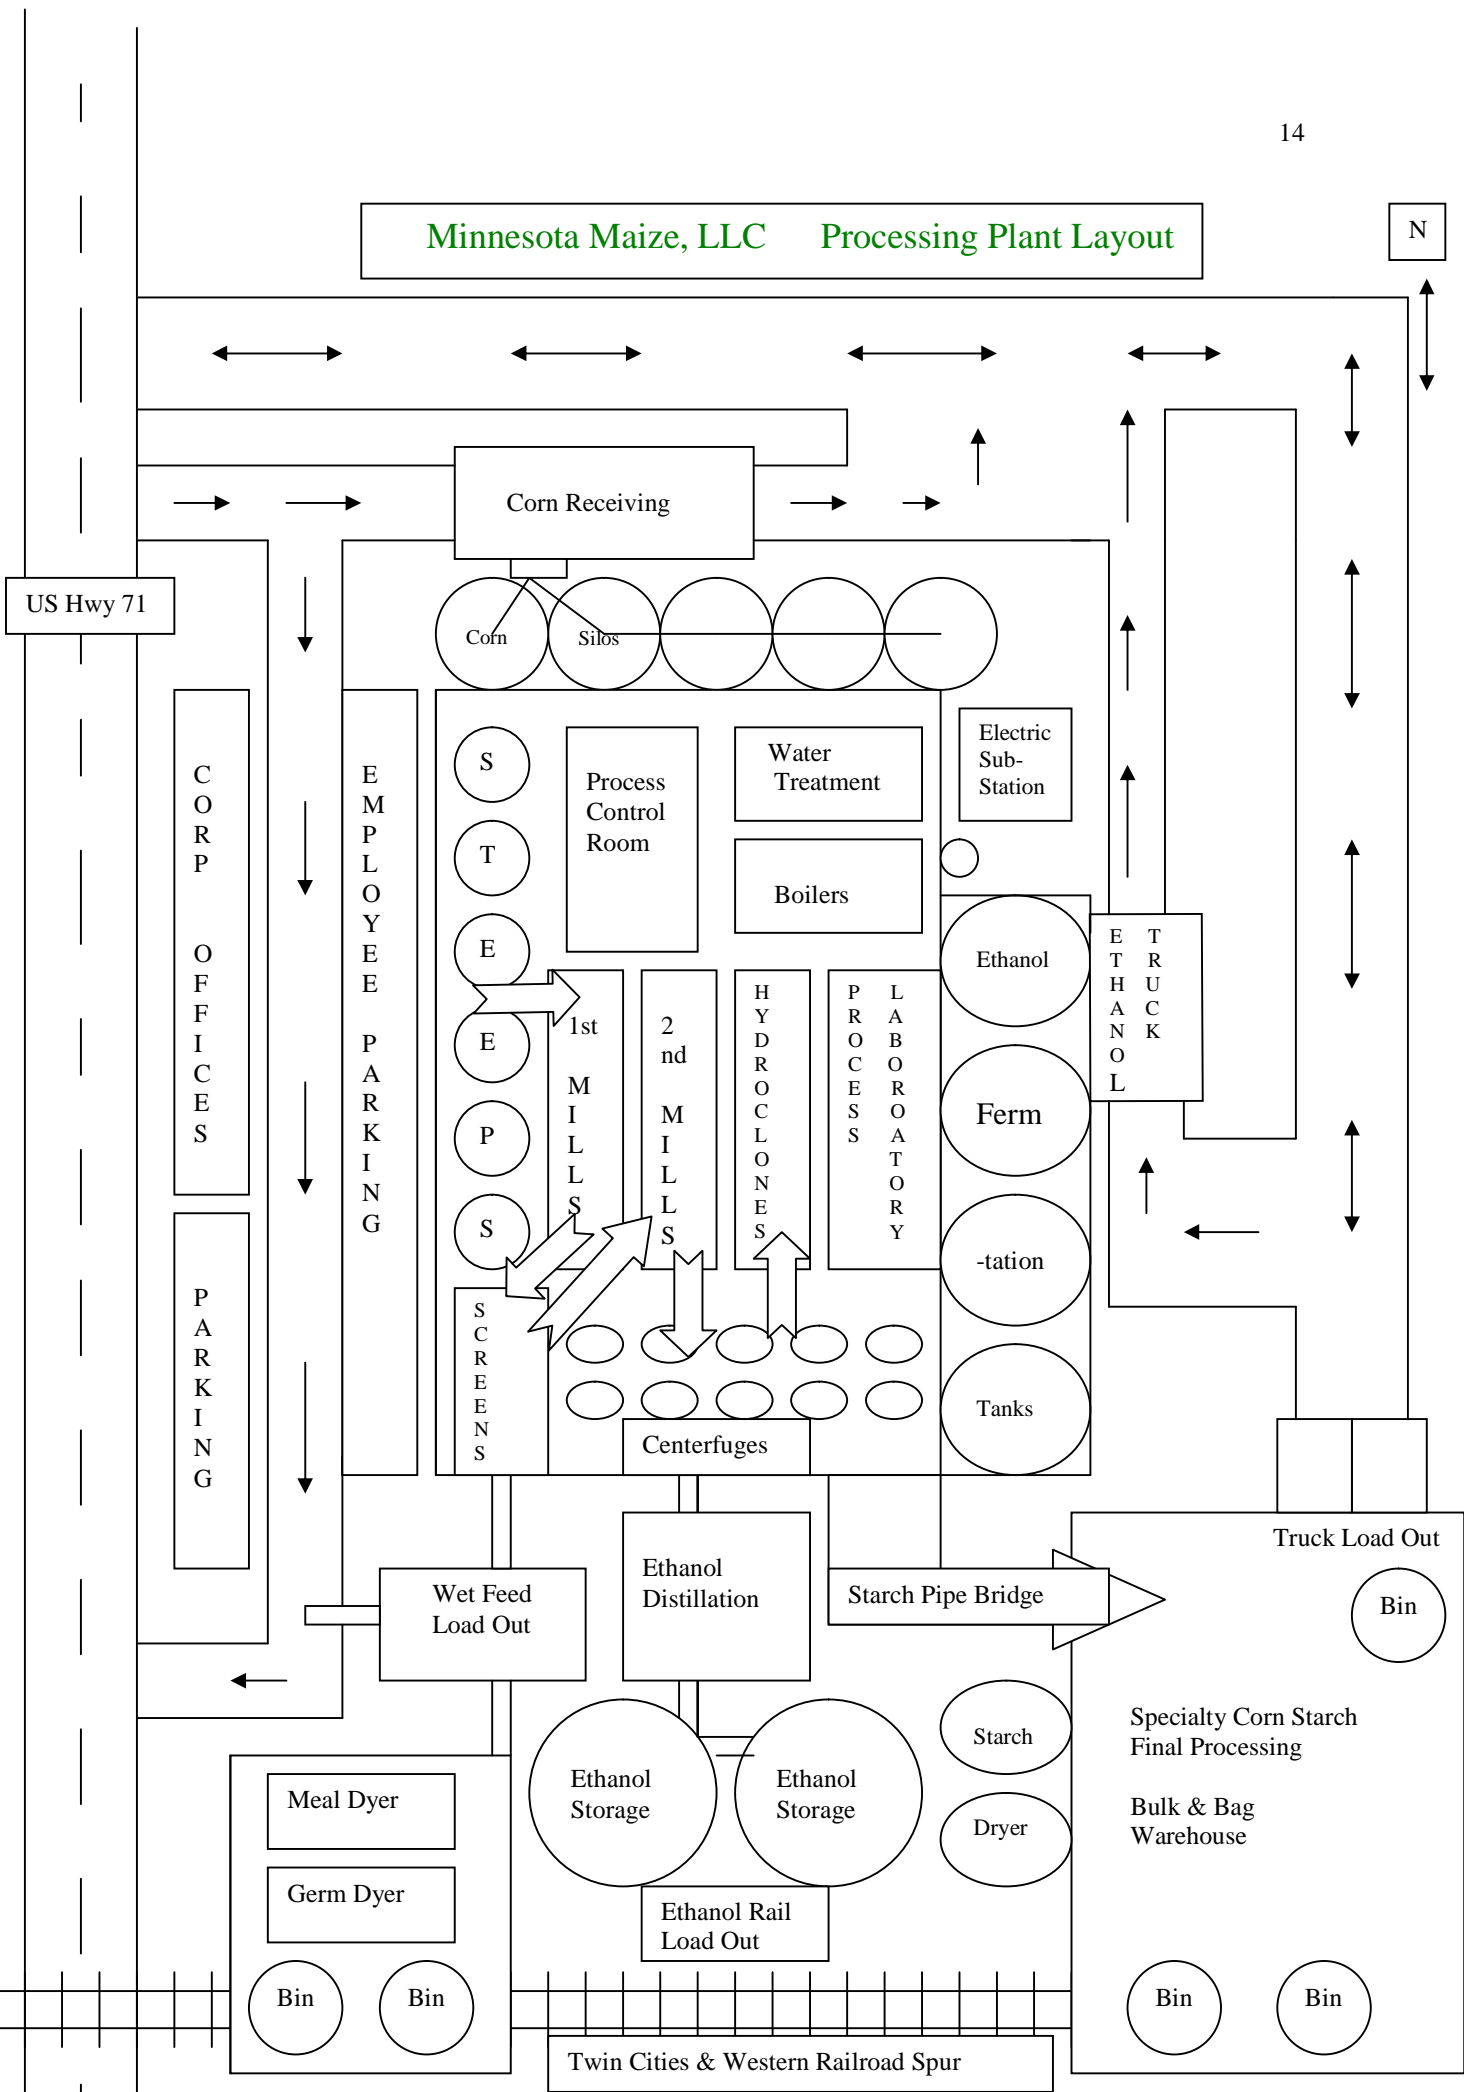 14
Minnesota Maize, LLC Processing Plant Layout
N
Corn Receiving
US Hwy 71
Corn
Silos
CORP OFFICES
PARKING
EMPLOYEE PARKING
S
T
E
E
P
S
Process
Control
Room
Water
Treatment
Boilers
Electric
Sub-
Station
1st
MILLS
2
nd
MILLS
HYDROCLONES
PROCESS
LABOROATORY
Ethanol
Ferm
-tation
Tanks
ETHANOL
TRUCK
SCREENS
Centerfuges
Wet Feed
Load Out
Ethanol
Distillation
Starch Pipe Bridge
Truck Load Out
Bin
Starch
Dryer
Specialty Corn Starch
Final Processing
Bulk & Bag
Warehouse
Meal Dyer
Germ Dyer
Ethanol
Storage
Ethanol
Storage
Ethanol Rail
Load Out
Bin
Bin
Bin
Bin
Twin Cities & Western Railroad Spur